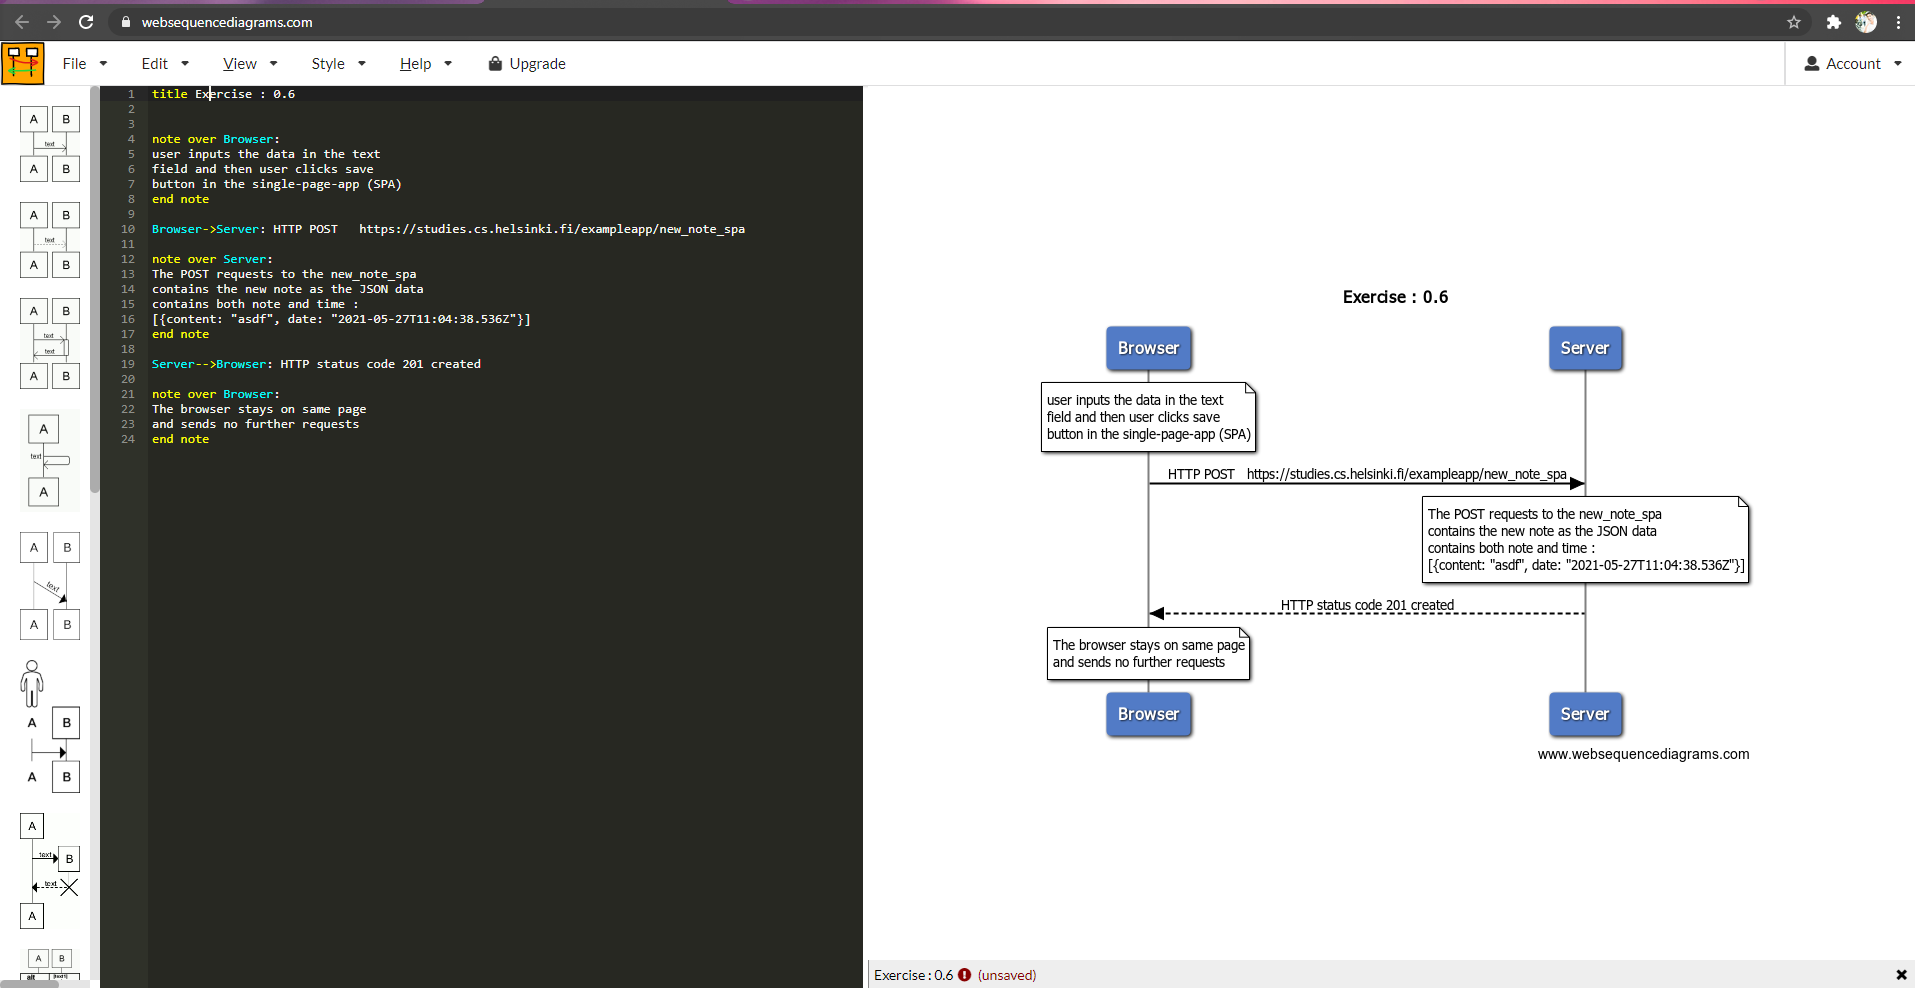 websequencediagrams.com
File Edit View Style Help Upgrade Account
A B
text
A B
A B
text
A B
A B
text
text
A B
A
text
A
A B
text
A B
A B
A B
A
text B
text
A
A B
alt [text]
1 title Exercise : 0.6
2
3
4 note over Browser:
5 user inputs the data in the text
6 field and then user clicks save
7 button in the single-page-app (SPA)
8 end note
9
10 Browser->Server: HTTP POST   https://studies.cs.helsinki.fi/exampleapp/new_note_spa
11
12 note over Server:
13 The POST requests to the new_note_spa
14 contains the new note as the JSON data
15 contains both note and time :
16 [{content: "asdf", date: "2021-05-27T11:04:38.536Z"}]
17 end note
18
19 Server-->Browser: HTTP status code 201 created
20
21 note over Browser:
22 The browser stays on same page
23 and sends no further requests
24 end note
Exercise : 0.6
Browser Server
user inputs the data in the text
field and then user clicks save
button in the single-page-app (SPA)
HTTP POST   https://studies.cs.helsinki.fi/exampleapp/new_note_spa
The POST requests to the new_note_spa
contains the new note as the JSON data
contains both note and time :
[{content: "asdf", date: "2021-05-27T11:04:38.536Z"}]
HTTP status code 201 created
The browser stays on same page
and sends no further requests
Browser Server
www.websequencediagrams.com
Exercise : 0.6 (unsaved)